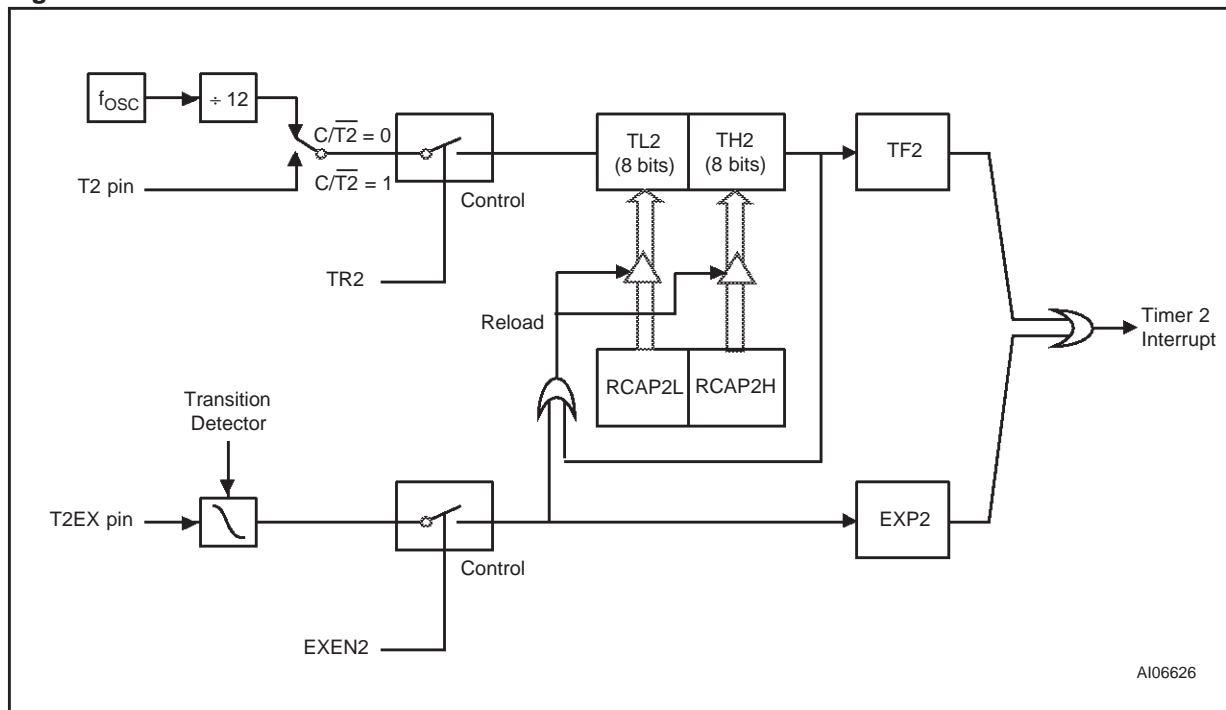 fOSC
÷ 12
C/T2 = 0
T2 pin
C/T2 = 1
Control
TR2
TL2
(8 bits)
TH2
(8 bits)
TF2
Reload
RCAP2L
RCAP2H
Timer 2
Interrupt
Transition
Detector
T2EX pin
Control
EXEN2
EXP2
AI06626